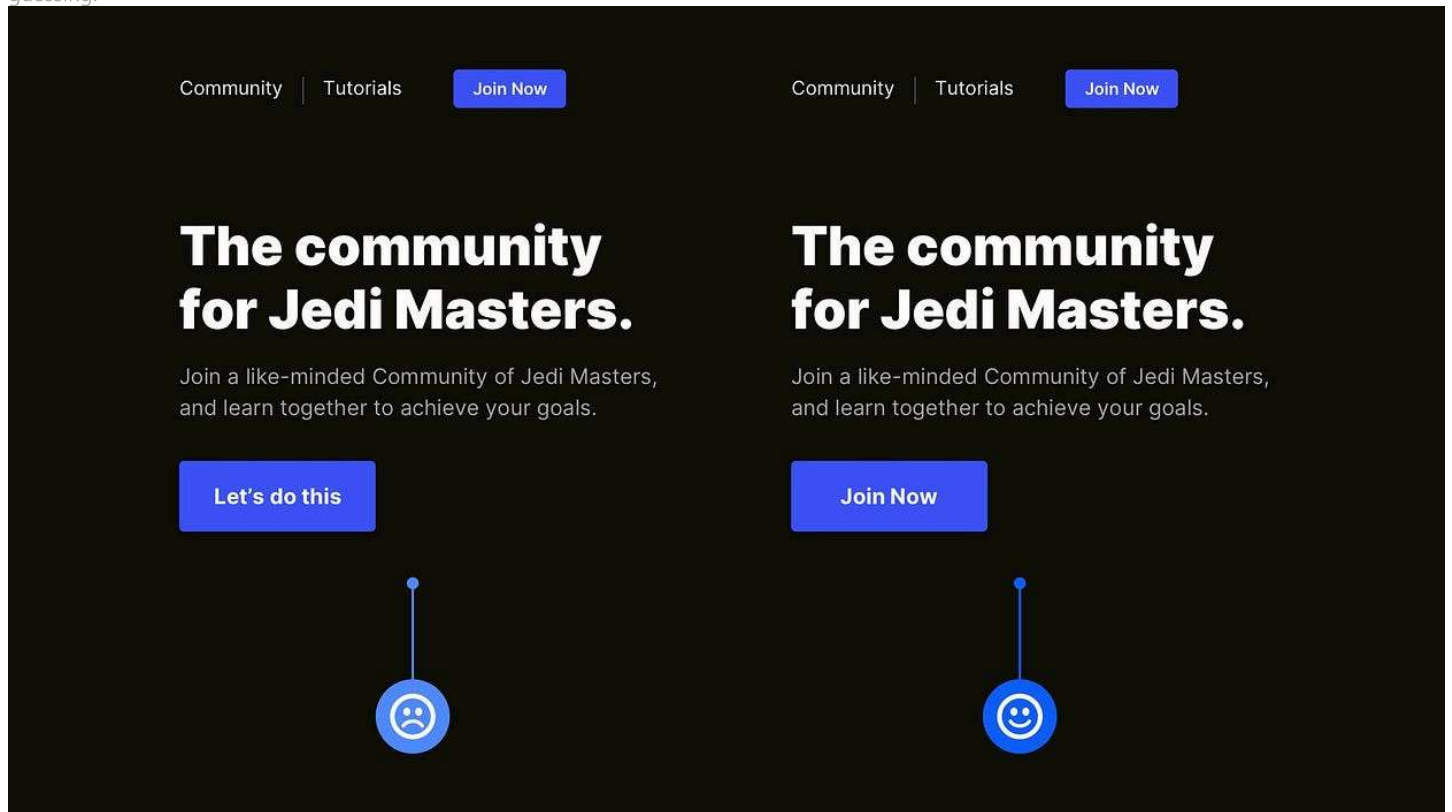 Community
Tutorials
Join Now
The community
for Jedi Masters.
Join a like-minded Community of Jedi Masters,
and learn together to achieve your goals.
Let's do this
Community
Tutorials
Join Now
The community
for Jedi Masters.
Join a like-minded Community of Jedi Masters,
and learn together to achieve your goals.
Join Now